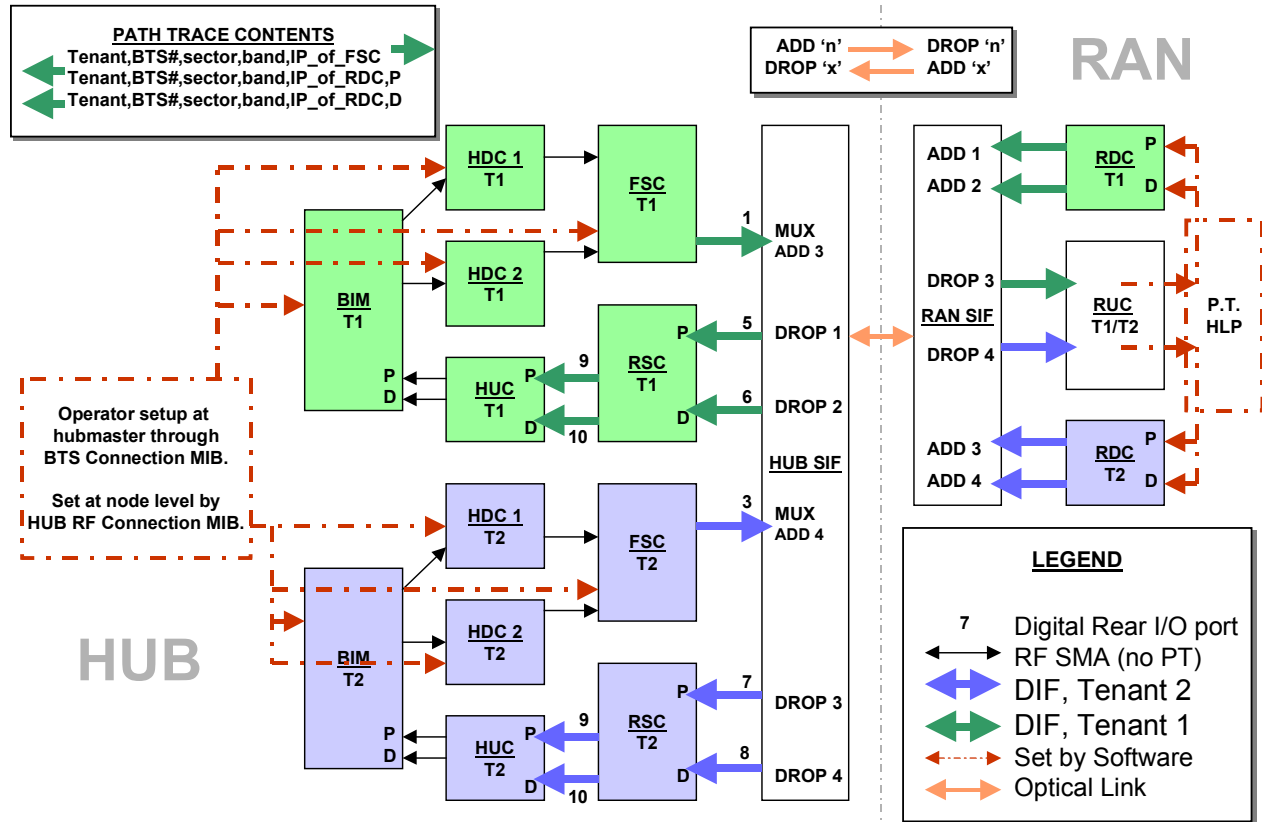 PATH TRACE CONTENTS
Tenant,BTS#,sector,band,IP_of_FSC
Tenant,BTS#,sector,band,IP_of_RDC,P
Tenant,BTS#,sector,band,IP_of_RDC,D
ADD ‘n’ DROP ‘n’
DROP ‘x’ ADD ‘x’
RAN
HDC 1
T1
FSC
T1
HDC 2
T1
BIM
T1
P
D
HUC
T1
P
D
RSC
T1
P
D
1
5
6
9
10
MUX
ADD 3
DROP 1
DROP 2
HUB SIF
MUX
ADD 4
DROP 3
DROP 4
Operator setup at
hubmaster through
BTS Connection MIB.
Set at node level by
HUB RF Connection MIB.
HUB
HDC 1
T2
FSC
T2
HDC 2
T2
BIM
T2
P
D
HUC
T2
P
D
RSC
T2
P
D
3
7
8
9
10
ADD 1
ADD 2
DROP 3
RAN SIF
DROP 4
ADD 3
ADD 4
RDC
T1
P
D
RUC
T1/T2
P.T.
HLP
RDC
T2
P
D
LEGEND
7 Digital Rear I/O port
RF SMA (no PT)
DIF, Tenant 2
DIF, Tenant 1
Set by Software
Optical Link